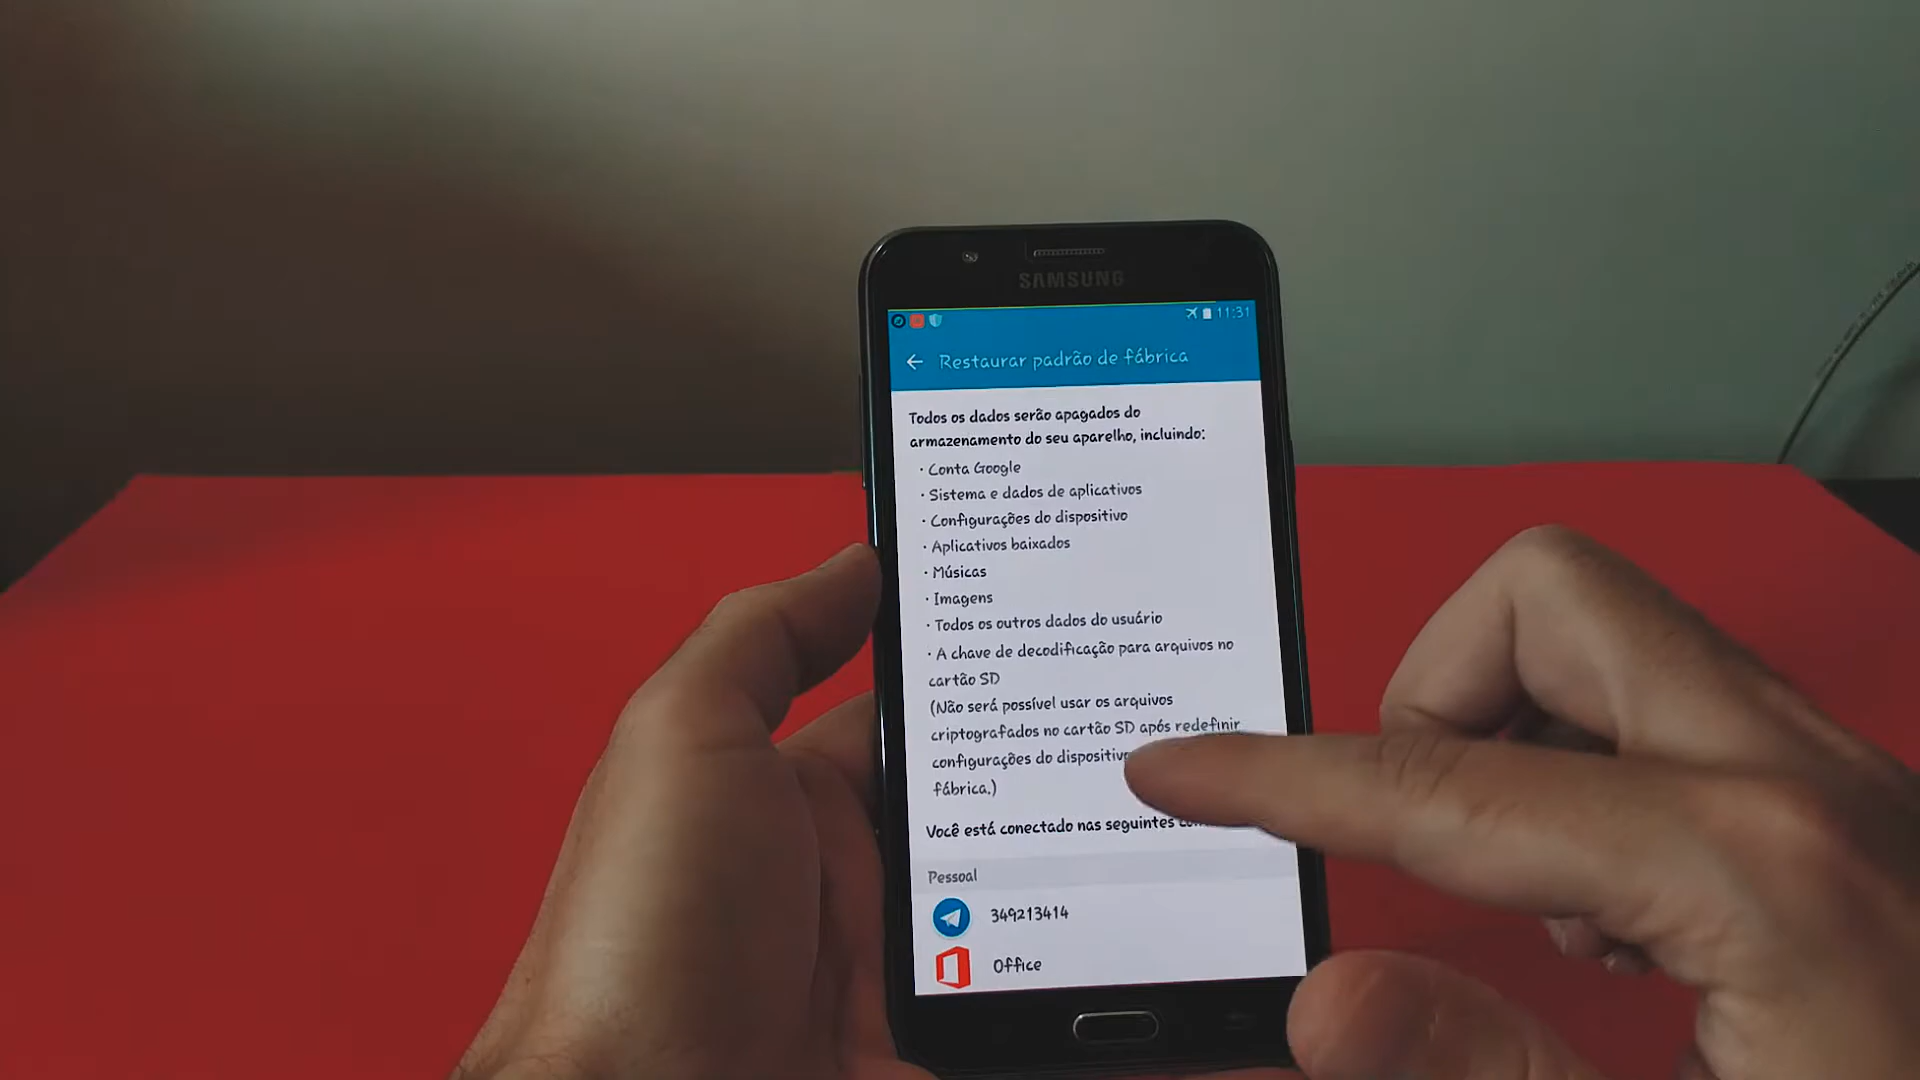 SAMSUNG
11:31
Restaurar padrão de fábrica
Todos os dados serão apagados do
armazenamento do seu aparelho, incluindo:
· Conta Google
· Sistema e dados de aplicativos
· Configurações do dispositivo
· Aplicativos baixados
· Músicas
· Imagens
· Todos os outros dados do usuário
· A chave de decodificação para arquivos no
cartão SD
(Não será possível usar os arquivos
criptografados no cartão SD após redefinir
configurações do
fábrica.)
Você está conectado nas seguintes
Pessoal
349213414
Office